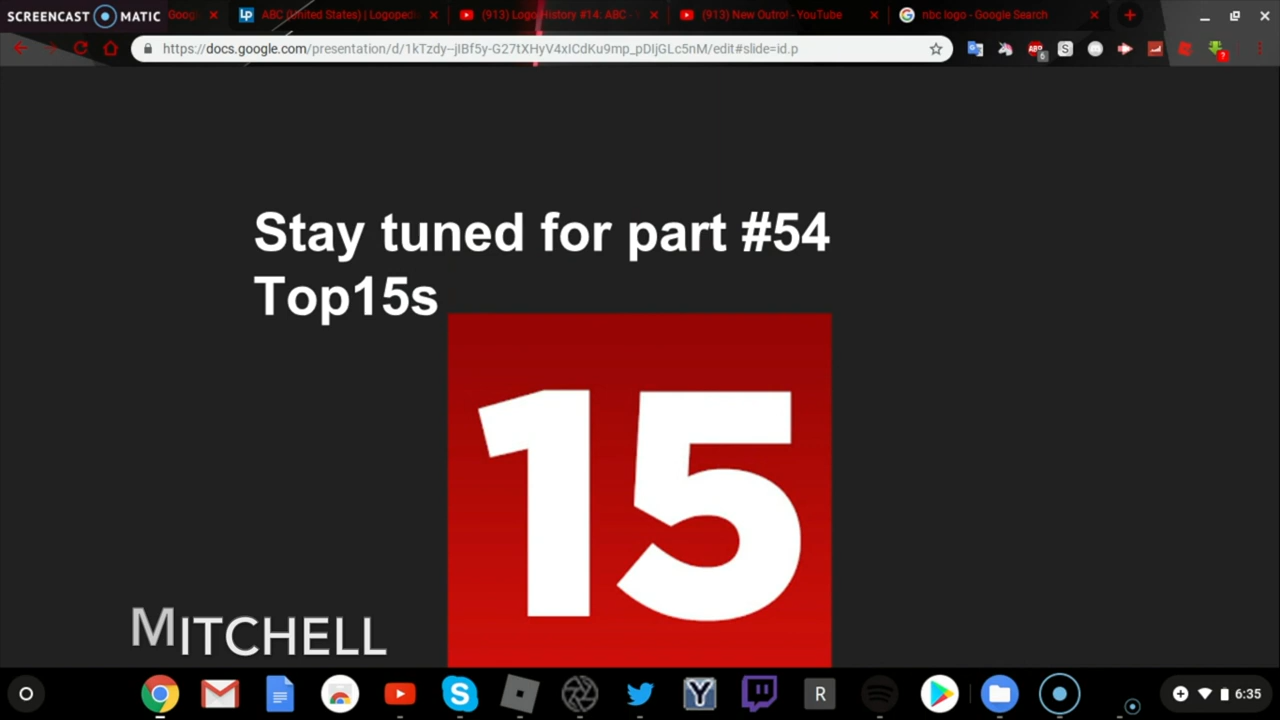 SCREENCAST MATIC
Goog
ABC (United States) | Logoped
(913) Logo History #14: ABC -
(913) New Outro! - YouTube
nbc logo - Google Search
https://docs.google.com/presentation/d/1kTzdy--jIBf5y-G27tXHyV4xICdKu9mp_pDIjGLc5nM/edit#slide=id.p
Stay tuned for part #54
Top15s
15
MITCHELL
6:35